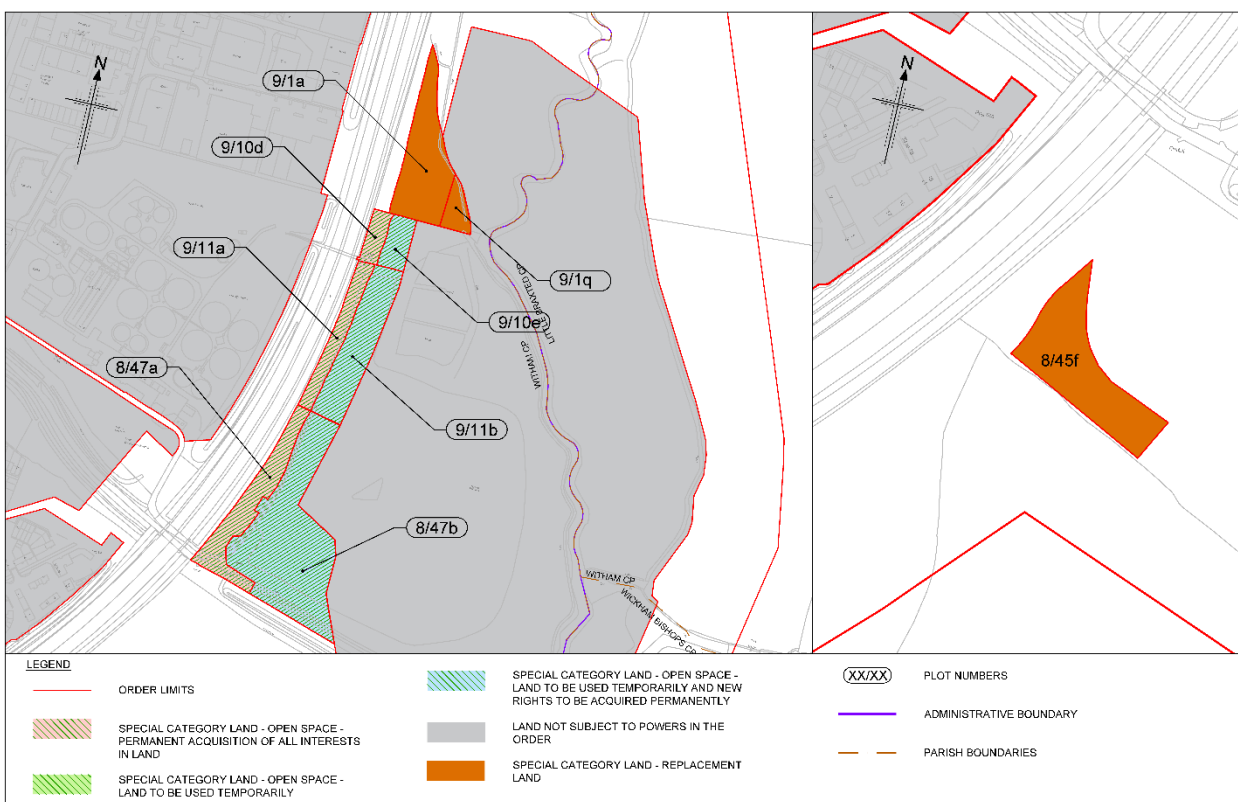 N
9/1a
9/10d
9/11a
8/47a
9/1q
9/10e
9/11b
8/47b
LITTLE BRAXTED CP
WITHAM CP
WITHAM CP
WICKHAM BISHOPS CP
N
8/45f
LEGEND
ORDER LIMITS
SPECIAL CATEGORY LAND - OPEN SPACE -
PERMANENT ACQUISITION OF ALL INTERESTS
IN LAND
SPECIAL CATEGORY LAND - OPEN SPACE -
LAND TO BE USED TEMPORARILY
SPECIAL CATEGORY LAND - OPEN SPACE -
LAND TO BE USED TEMPORARILY AND NEW
RIGHTS TO BE ACQUIRED PERMANENTLY
LAND NOT SUBJECT TO POWERS IN THE
ORDER
SPECIAL CATEGORY LAND - REPLACEMENT
LAND
XX/XX
PLOT NUMBERS
ADMINISTRATIVE BOUNDARY
PARISH BOUNDARIES